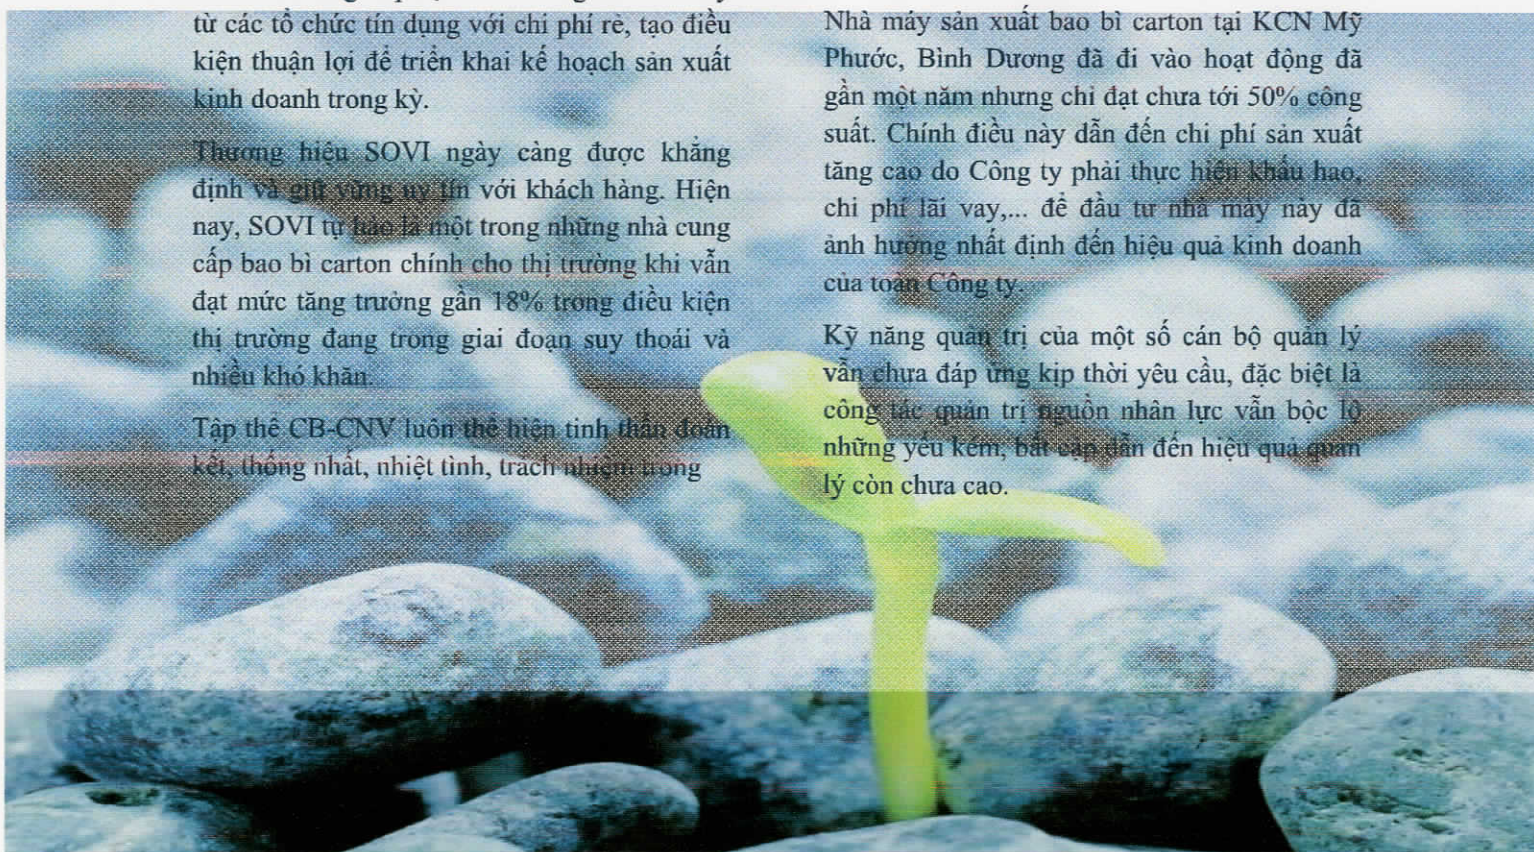 từ các tổ chức tín dụng với chi phí rẻ, tạo điều
kiện thuận lợi để triển khai kế hoạch sản xuất
kinh doanh trong kỳ.
Thương hiệu SOVI ngày càng được khẳng
định và giữ vững uy tín với khách hàng. Hiện
nay, SOVI tự hào là một trong những nhà cung
cấp bao bì carton chính cho thị trường khi vẫn
đạt mức tăng trưởng gần 18% trong điều kiện
thị trường đang trong giai đoạn suy thoái và
nhiều khó khăn.
Tập thể CB-CNV luôn thể hiện tinh thần đoàn
kết, thống nhất, nhiệt tình, trách nhiệm trong
Nhà máy sản xuất bao bì carton tại KCN Mỹ
Phước, Bình Dương đã đi vào hoạt động đã
gần một năm nhưng chỉ đạt chưa tới 50% công
suất. Chính điều này dẫn đến chi phí sản xuất
tăng cao do Công ty phải thực hiện khấu hao,
chi phí lãi vay,... để đầu tư nhà máy này đã
ảnh hưởng nhất định đến hiệu quả kinh doanh
của toàn Công ty.
Kỹ năng quản trị của một số cán bộ quản lý
vẫn chưa đáp ứng kịp thời yêu cầu, đặc biệt là
công tác quản trị nguồn nhân lực vẫn bộc lộ
những yếu kém, bất cập dẫn đến hiệu quả quản
lý còn chưa cao.